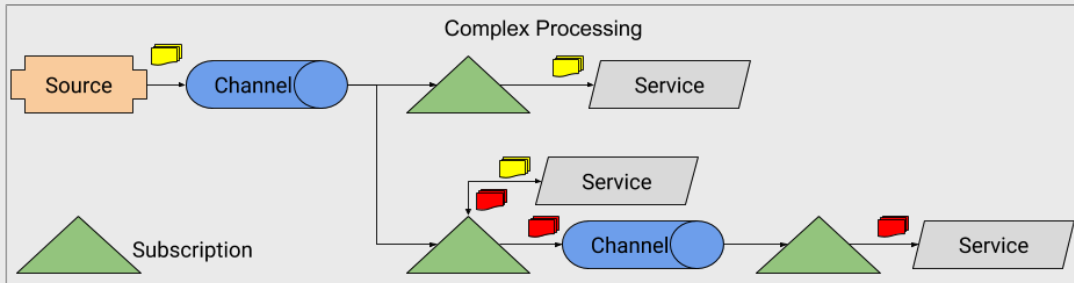 Complex Processing
Source
Channel
Service
Service
Subscription
Channel
Service